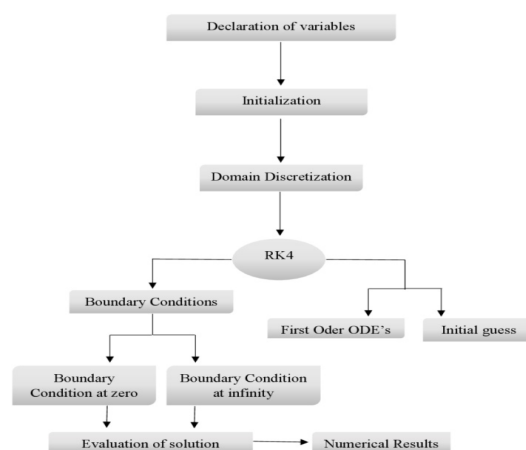 Declaration of variables
Initialization
Domain Discretization
RK4
Boundary Conditions
First Oder ODE's
Initial guess
Boundary
Condition at zero
Boundary Condition
at infinity
Evaluation of solution
Numerical Results